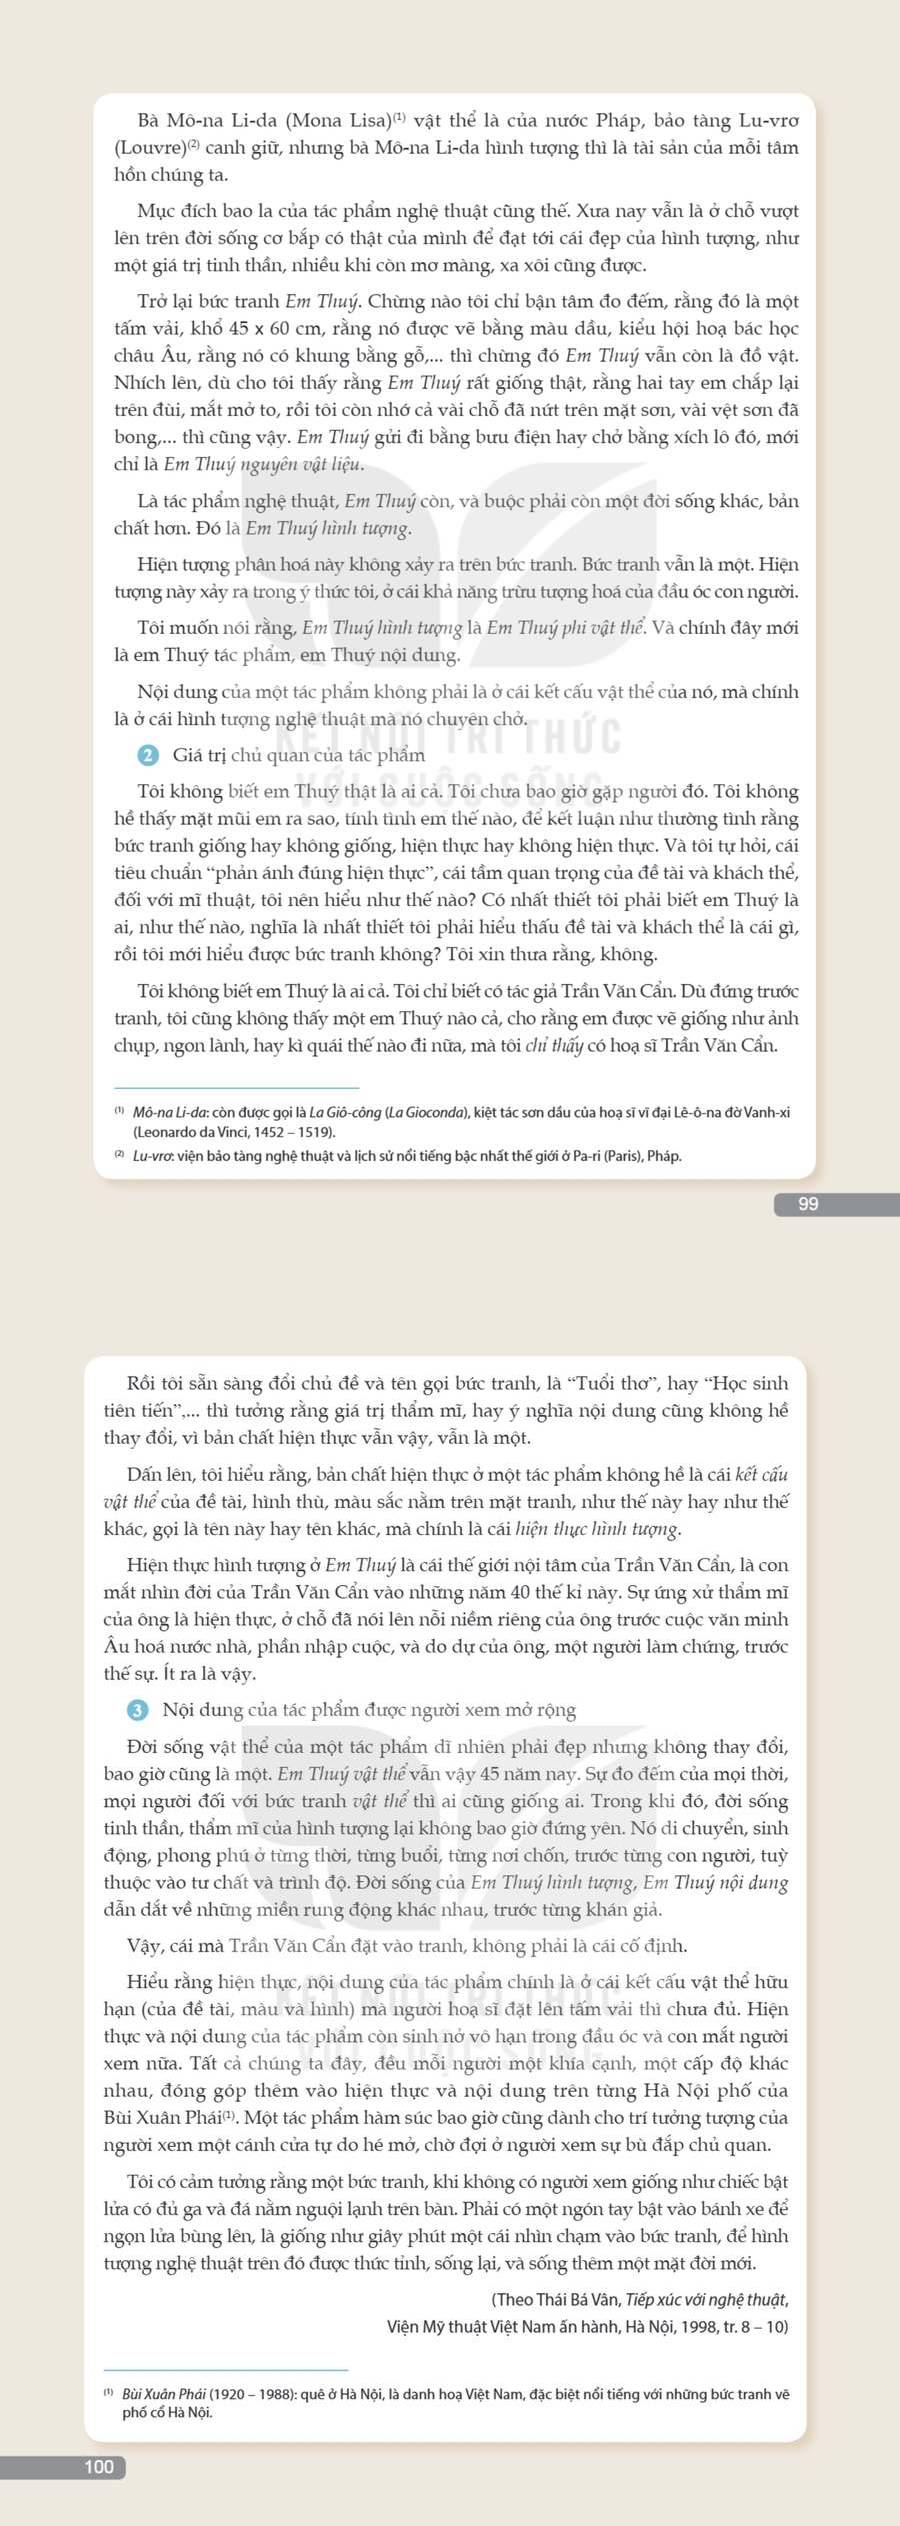 Bà Mô-na Li-da (Mona Lisa)⁽¹⁾ vật thể là của nước Pháp, bảo tàng Lu-vrơ
(Louvre)⁽²⁾ canh giữ, nhưng bà Mô-na Li-da hình tượng thì là tài sản của mỗi tâm
hồn chúng ta.
Mục đích bao la của tác phẩm nghệ thuật cũng thế. Xưa nay vẫn là ở chỗ vượt
lên trên đời sống cơ bắp có thật của mình để đạt tới cái đẹp của hình tượng, như
một giá trị tinh thần, nhiều khi còn mơ màng, xa xôi cũng được.
Trở lại bức tranh Em Thuý. Chừng nào tôi chỉ bận tâm đo đếm, rằng đó là một
tấm vải, khổ 45 x 60 cm, rằng nó được vẽ bằng màu dầu, kiểu hội hoạ bác học
châu Âu, rằng nó có khung bằng gỗ,... thì chừng đó Em Thuý vẫn còn là đồ vật.
Nhích lên, dù cho tôi thấy rằng Em Thuý rất giống thật, rằng hai tay em chắp lại
trên đùi, mắt mở to, rồi tôi còn nhớ cả vài chỗ đã nứt trên mặt sơn, vài vệt sơn đã
bong,... thì cũng vậy. Em Thuý gửi đi bằng bưu điện hay chở bằng xích lô đó, mới
chỉ là Em Thuý nguyên vật liệu.
Là tác phẩm nghệ thuật, Em Thuý còn, và buộc phải còn một đời sống khác, bản
chất hơn. Đó là Em Thuý hình tượng.
Hiện tượng phân hoá này không xảy ra trên bức tranh. Bức tranh vẫn là một. Hiện
tượng này xảy ra trong ý thức tôi, ở cái khả năng trừu tượng hoá của đầu óc con người.
Tôi muốn nói rằng, Em Thuý hình tượng là Em Thuý phi vật thể. Và chính đây mới
là em Thuý tác phẩm, em Thuý nội dung.
Nội dung của một tác phẩm không phải là ở cái kết cấu vật thể của nó, mà chính
là ở cái hình tượng nghệ thuật mà nó chuyên chở.
KẾT NỐI TRI THỨC
2 Giá trị chủ quan của tác phẩm
VỚI CUỘC SỐNG
Tôi không biết em Thuý thật là ai cả. Tôi chưa bao giờ gặp người đó. Tôi không
hề thấy mặt mũi em ra sao, tính tình em thế nào, để kết luận như thường tình rằng
bức tranh giống hay không giống, hiện thực hay không hiện thực. Và tôi tự hỏi, cái
tiêu chuẩn “phản ánh đúng hiện thực”, cái tầm quan trọng của đề tài và khách thể,
đối với mĩ thuật, tôi nên hiểu như thế nào? Có nhất thiết tôi phải biết em Thuý là
ai, như thế nào, nghĩa là nhất thiết tôi phải hiểu thấu đề tài và khách thể là cái gì,
rồi tôi mới hiểu được bức tranh không? Tôi xin thưa rằng, không.
Tôi không biết em Thuý là ai cả. Tôi chỉ biết có tác giả Trần Văn Cẩn. Dù đứng trước
tranh, tôi cũng không thấy một em Thuý nào cả, cho rằng em được vẽ giống như ảnh
chụp, ngon lành, hay kì quái thế nào đi nữa, mà tôi chỉ thấy có hoạ sĩ Trần Văn Cẩn.
⁽¹⁾ Mô-na Li-da: còn được gọi là La Giô-công (La Gioconda), kiệt tác sơn dầu của hoạ sĩ vĩ đại Lê-ô-na đờ Vanh-xi
(Leonardo da Vinci, 1452 – 1519).
⁽²⁾ Lu-vrơ: viện bảo tàng nghệ thuật và lịch sử nổi tiếng bậc nhất thế giới ở Pa-ri (Paris), Pháp.
99
Rồi tôi sẵn sàng đổi chủ đề và tên gọi bức tranh, là “Tuổi thơ”, hay “Học sinh
tiên tiến”,... thì tưởng rằng giá trị thẩm mĩ, hay ý nghĩa nội dung cũng không hề
thay đổi, vì bản chất hiện thực vẫn vậy, vẫn là một.
Dấn lên, tôi hiểu rằng, bản chất hiện thực ở một tác phẩm không hề là cái kết cấu
vật thể của đề tài, hình thù, màu sắc nằm trên mặt tranh, như thế này hay như thế
khác, gọi là tên này hay tên khác, mà chính là cái hiện thực hình tượng.
Hiện thực hình tượng ở Em Thuý là cái thế giới nội tâm của Trần Văn Cẩn, là con
mắt nhìn đời của Trần Văn Cẩn vào những năm 40 thế kỉ này. Sự ứng xử thẩm mĩ
của ông là hiện thực, ở chỗ đã nói lên nỗi niềm riêng của ông trước cuộc văn minh
Âu hoá nước nhà, phần nhập cuộc, và do dự của ông, một người làm chứng, trước
thế sự. Ít ra là vậy.
3 Nội dung của tác phẩm được người xem mở rộng
Đời sống vật thể của một tác phẩm dĩ nhiên phải đẹp nhưng không thay đổi,
bao giờ cũng là một. Em Thuý vật thể vẫn vậy 45 năm nay. Sự đo đếm của mọi thời,
mọi người đối với bức tranh vật thể thì ai cũng giống ai. Trong khi đó, đời sống
tinh thần, thẩm mĩ của hình tượng lại không bao giờ đứng yên. Nó di chuyển, sinh
động, phong phú ở từng thời, từng buổi, từng nơi chốn, trước từng con người, tuỳ
thuộc vào tư chất và trình độ. Đời sống của Em Thuý hình tượng, Em Thuý nội dung
dẫn dắt về những miền rung động khác nhau, trước từng khán giả.
Vậy, cái mà Trần Văn Cẩn đặt vào tranh, không phải là cái cố định.
Hiểu rằng hiện thực, nội dung của tác phẩm chính là ở cái kết cấu vật thể hữu
KẾT NỐI TRI THỨC
hạn (của đề tài, màu và hình) mà người hoạ sĩ đặt lên tấm vải thì chưa đủ. Hiện
thực và nội dung của tác phẩm còn sinh nở vô hạn trong đầu óc và con mắt người
VỚI CUỘC SỐNG
xem nữa. Tất cả chúng ta đây, đều mỗi người một khía cạnh, một cấp độ khác
nhau, đóng góp thêm vào hiện thực và nội dung trên từng Hà Nội phố của
Bùi Xuân Phái⁽¹⁾. Một tác phẩm hàm súc bao giờ cũng dành cho trí tưởng tượng của
người xem một cánh cửa tự do hé mở, chờ đợi ở người xem sự bù đắp chủ quan.
Tôi có cảm tưởng rằng một bức tranh, khi không có người xem giống như chiếc bật
lửa có đủ ga và đá nằm nguội lạnh trên bàn. Phải có một ngón tay bật vào bánh xe để
ngọn lửa bùng lên, là giống như giây phút một cái nhìn chạm vào bức tranh, để hình
tượng nghệ thuật trên đó được thức tỉnh, sống lại, và sống thêm một mặt đời mới.
(Theo Thái Bá Vân, Tiếp xúc với nghệ thuật,
Viện Mỹ thuật Việt Nam ấn hành, Hà Nội, 1998, tr. 8 – 10)
⁽¹⁾ Bùi Xuân Phái (1920 – 1988): quê ở Hà Nội, là danh hoạ Việt Nam, đặc biệt nổi tiếng với những bức tranh vẽ
phố cổ Hà Nội.
100